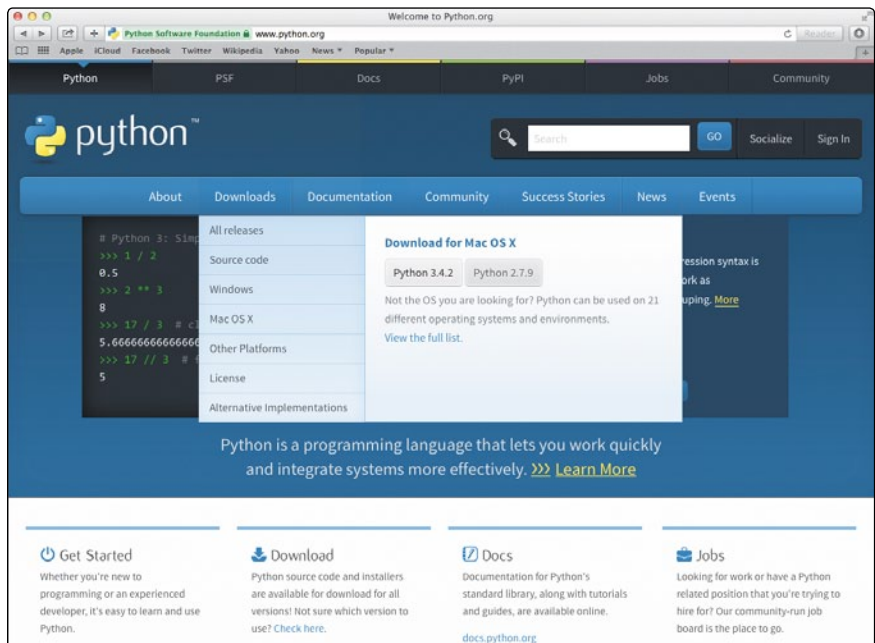 Welcome to Python.org
Python Software Foundation www.python.org
Reader
Apple iCloud Facebook Twitter Wikipedia Yahoo News Popular
Python PSF Docs PyPI Jobs Community
python™
Search GO Socialize Sign In
About Downloads Documentation Community Success Stories News Events
# Python 3: Simp
>>> 1 / 2
0.5
>>> 2 ** 3
8
>>> 17 / 3 # cl
5.66666666666666
>>> 17 // 3 # f
5
All releases
Source code
Windows
Mac OS X
Other Platforms
License
Alternative Implementations
Download for Mac OS X
Python 3.4.2 Python 2.7.9
Not the OS you are looking for? Python can be used on 21
different operating systems and environments.
View the full list.
ression syntax is
ork as
uping. More
Python is a programming language that lets you work quickly
and integrate systems more effectively. >>> Learn More
Get Started
Whether you're new to
programming or an experienced
developer, it's easy to learn and use
Python.
Download
Python source code and installers
are available for download for all
versions! Not sure which version to
use? Check here.
Docs
Documentation for Python's
standard library, along with tutorials
and guides, are available online.
docs.python.org
Jobs
Looking for work or have a Python
related position that you're trying to
hire for? Our community-run job
board is the place to go.